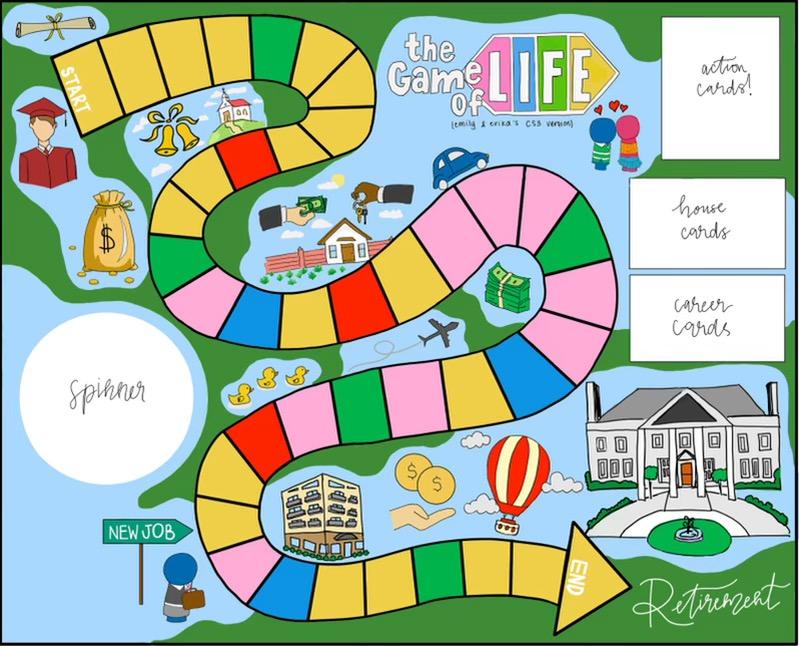 START
the
Game
OF
LIFE
(emily & erika's CS3 version)
action
cards!
house
cards
career
cards
spinner
$
$
$
NEW JOB
END
Retirement